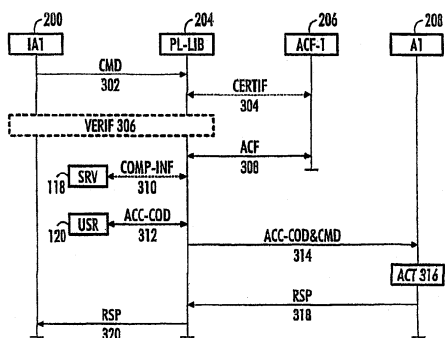 200 204 206 208
IA1 PL-LIB ACF-1 A1
CMD
302
CERTIF
304
VERIF 306
ACF
308
COMP-INF
118 SRV 310
ACC-COD
120 USR 312
ACC-COD&CMD
314
ACT 316
RSP
318
RSP
320